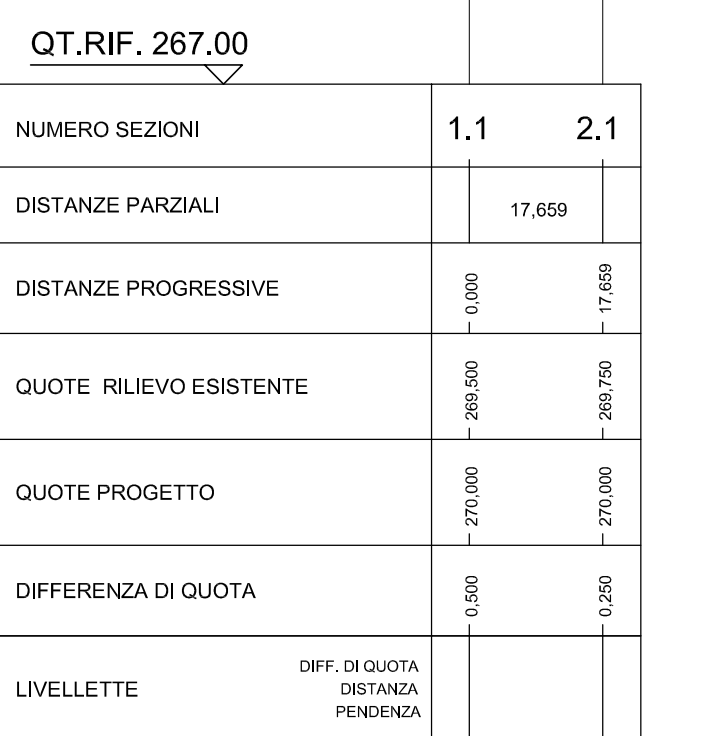 QT.RIF. 267.00
NUMERO SEZIONI 1.1 2.1
DISTANZE PARZIALI 17,659
DISTANZE PROGRESSIVE 0,000 17,659
QUOTE RILIEVO ESISTENTE 269,500 269,750
QUOTE PROGETTO 270,000 270,000
DIFFERENZA DI QUOTA 0,500 0,250
LIVELLETTE
DIFF. DI QUOTA
DISTANZA
PENDENZA